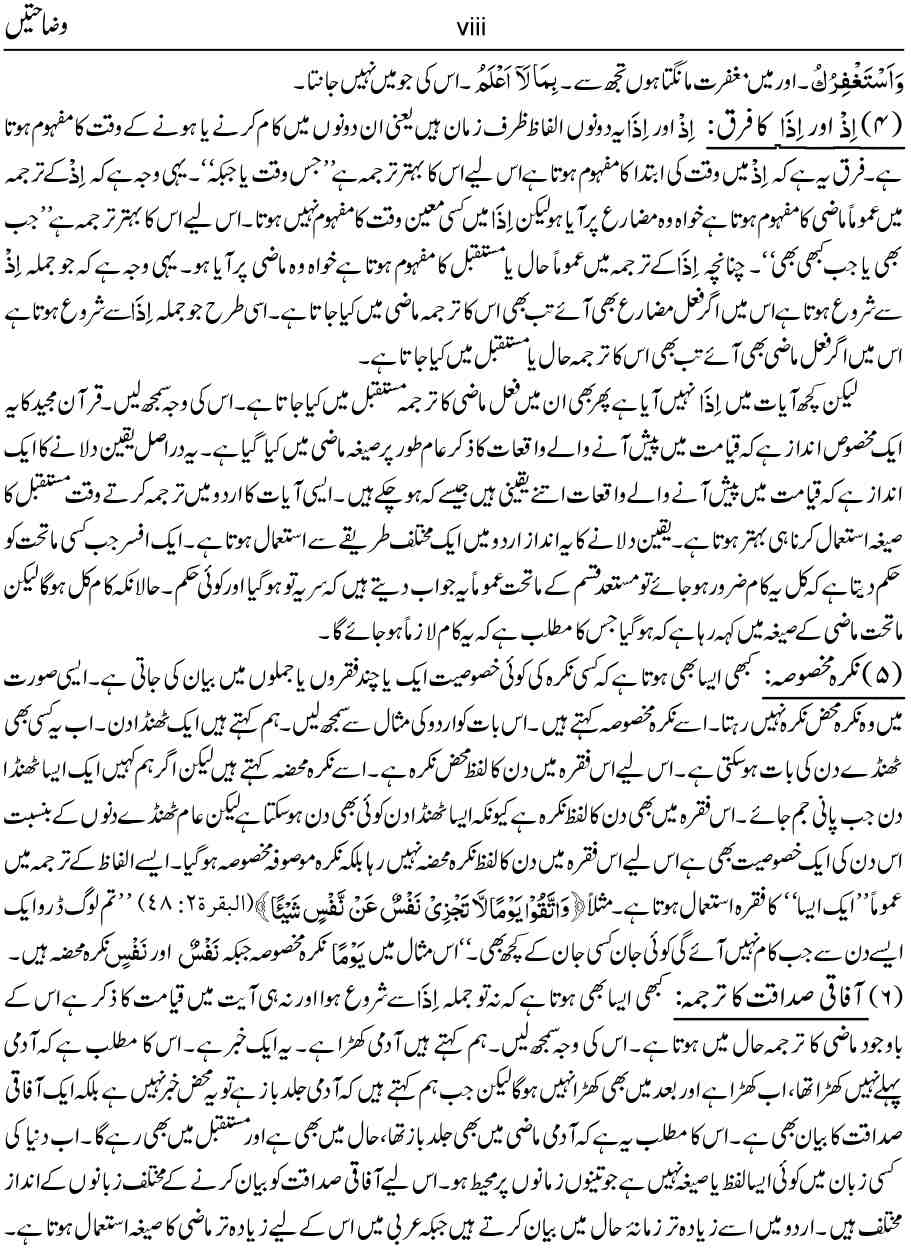 وضاحتیں viii
وَاَسْتَغْفِرُكَ۔ اور میں مغفرت مانگتا ہوں تجھ سے۔ بِمَا لَآ اَعْلَمُ۔ اس کی جو میں نہیں جانتا۔
(۴) اِذْ اور اِذَا کا فرق: اِذْ اور اِذَا یہ دونوں الفاظ ظرف زمان ہیں یعنی ان دونوں میں کام کرنے یا ہونے کے وقت کا مفہوم ہوتا
ہے۔ فرق یہ ہے کہ اِذْ میں وقت کی ابتدا کا مفہوم ہوتا ہے اس لیے اس کا بہتر ترجمہ ہے ’’جس وقت یا جبکہ‘‘۔ یہی وجہ ہے کہ اِذْ کے ترجمہ
میں عموماً ماضی کا مفہوم ہوتا ہے خواہ وہ مضارع پر آیا ہو لیکن اِذَا میں کسی معین وقت کا مفہوم نہیں ہوتا۔ اس لیے اس کا بہتر ترجمہ ہے ’’جب
بھی یا جب کبھی بھی‘‘۔ چنانچہ اِذَا کے ترجمہ میں عموماً حال یا مستقبل کا مفہوم ہوتا ہے خواہ وہ ماضی پر آیا ہو۔ یہی وجہ ہے کہ جو جملہ اِذْ
سے شروع ہوتا ہے اس میں اگر فعل مضارع بھی آئے تب بھی اس کا ترجمہ ماضی میں کیا جاتا ہے۔ اسی طرح جو جملہ اِذَا سے شروع ہوتا ہے
اس میں اگر فعل ماضی بھی آئے تب بھی اس کا ترجمہ حال یا مستقبل میں کیا جاتا ہے۔
لیکن کچھ آیات میں اِذَا نہیں آیا ہے پھر بھی ان میں فعل ماضی کا ترجمہ مستقبل میں کیا جاتا ہے۔ اس کی وجہ سمجھ لیں۔ قرآن مجید کا یہ
ایک مخصوص انداز ہے کہ قیامت میں پیش آنے والے واقعات کا ذکر عام طور پر صیغہ ماضی میں کیا گیا ہے۔ یہ دراصل یقین دلانے کا ایک
انداز ہے کہ قیامت میں پیش آنے والے واقعات اتنے یقینی ہیں جیسے کہ ہو چکے ہیں۔ ایسی آیات کا اردو میں ترجمہ کرتے وقت مستقبل کا
صیغہ استعمال کرنا ہی بہتر ہوتا ہے۔ یقین دلانے کا یہ انداز اردو میں ایک مختلف طریقے سے استعمال ہوتا ہے۔ ایک افسر جب کسی ماتحت کو
حکم دیتا ہے کہ کل یہ کام ضرور ہو جائے تو مستعد قسم کے ماتحت عموماً یہ جواب دیتے ہیں کہ سر یہ تو ہو گیا اور کوئی حکم۔ حالانکہ کام کل ہوگا لیکن
ماتحت ماضی کے صیغہ میں کہہ رہا ہے کہ ہو گیا جس کا مطلب ہے کہ یہ کام لازماً ہو جائے گا۔
(۵) نکرہ مخصوصہ: کبھی ایسا بھی ہوتا ہے کہ کسی نکرہ کی کوئی خصوصیت ایک یا چند فقروں یا جملوں میں بیان کی جاتی ہے۔ ایسی صورت
میں وہ نکرہ محض نکرہ نہیں رہتا۔ اسے نکرہ مخصوصہ کہتے ہیں۔ اس بات کو اردو کی مثال سے سمجھ لیں۔ ہم کہتے ہیں ایک ٹھنڈا دن۔ اب یہ کسی بھی
ٹھنڈے دن کی بات ہو سکتی ہے۔ اس لیے اس فقرہ میں دن کا لفظ محض نکرہ ہے۔ اسے نکرہ محضہ کہتے ہیں لیکن اگر ہم کہیں ایک ایسا ٹھنڈا
دن جب پانی جم جائے۔ اس فقرہ میں بھی دن کا لفظ نکرہ ہے کیونکہ ایسا ٹھنڈا دن کوئی بھی دن ہو سکتا ہے لیکن عام ٹھنڈے دنوں کے بنسبت
اس دن کی ایک خصوصیت بھی ہے اس لیے اس فقرہ میں دن کا لفظ نکرہ محضہ نہیں رہا بلکہ نکرہ موصوفہ مخصوصہ ہو گیا۔ ایسے الفاظ کے ترجمہ میں
عموماً ’’ایک ایسا‘‘ کا فقرہ استعمال ہوتا ہے۔ مثلاً ﴿وَاتَّقُوْا يَوْمًا لَّا تَجْزِیْ نَفْسٌ عَنْ نَّفْسٍ شَيْئًا﴾ (البقرۃ ۲: ۴۸) ’’تم لوگ ڈرو ایک
ایسے دن سے جب کام نہیں آئے گی کوئی جان کسی جان کے کچھ بھی۔‘‘ اس مثال میں يَوْمًا نکرہ مخصوصہ جبکہ نَفْسٌ اور نَفْسٍ نکرہ محضہ ہیں۔
(۶) آفاقی صداقت کا ترجمہ: کبھی ایسا بھی ہوتا ہے کہ نہ تو جملہ اِذَا سے شروع ہوا اور نہ ہی آیت میں قیامت کا ذکر ہے اس کے
باوجود ماضی کا ترجمہ حال میں ہوتا ہے۔ اس کی وجہ سمجھ لیں۔ ہم کہتے ہیں آدمی کھڑا ہے۔ یہ ایک خبر ہے۔ اس کا مطلب ہے کہ آدمی
پہلے نہیں کھڑا تھا، اب کھڑا ہے اور بعد میں بھی کھڑا نہیں ہوگا لیکن جب ہم کہتے ہیں کہ آدمی جلد باز ہے تو یہ محض خبر نہیں ہے بلکہ ایک آفاقی
صداقت کا بیان بھی ہے۔ اس کا مطلب یہ ہے کہ آدمی ماضی میں بھی جلد باز تھا، حال میں بھی ہے اور مستقبل میں بھی رہے گا۔ اب دنیا کی
کسی زبان میں کوئی ایسا لفظ یا صیغہ نہیں ہے جو تینوں زمانوں پر محیط ہو۔ اس لیے آفاقی صداقت کو بیان کرنے کے مختلف زبانوں کے انداز
مختلف ہیں۔ اردو میں اسے زیادہ تر زمانۂ حال میں بیان کرتے ہیں جبکہ عربی میں اس کے لیے زیادہ تر ماضی کا صیغہ استعمال ہوتا ہے۔